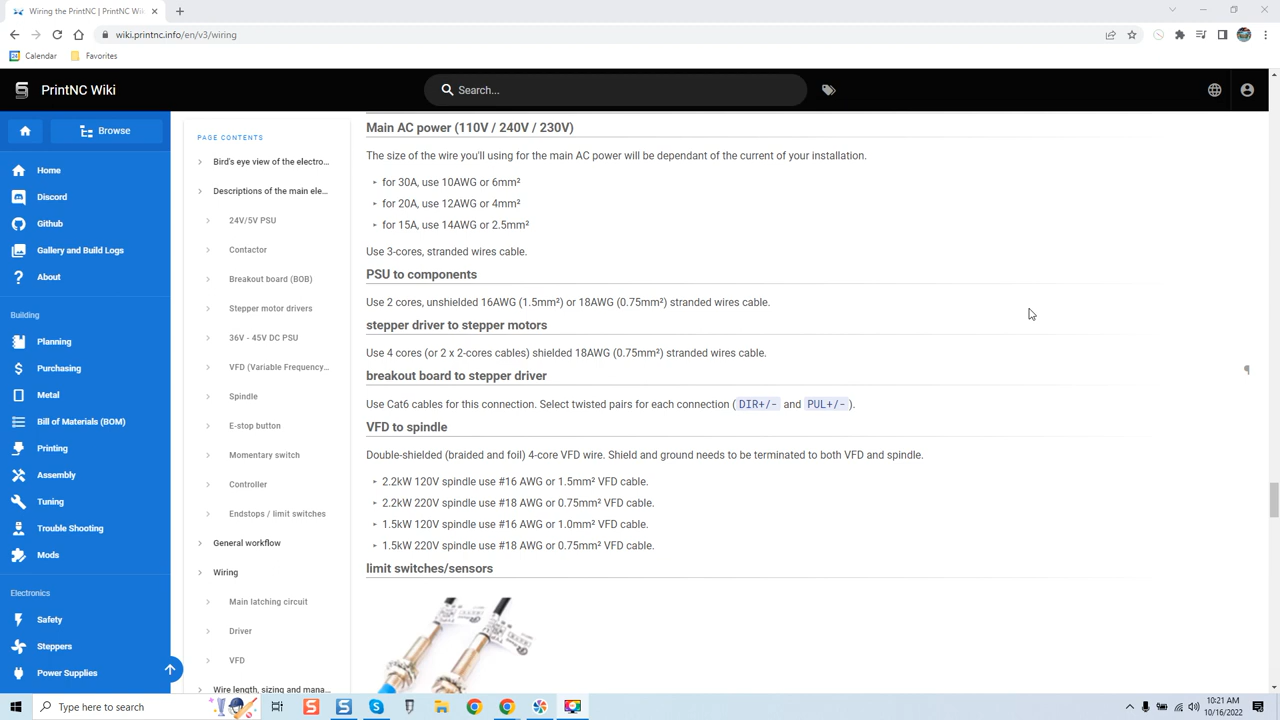 Wiring the PrintNC | PrintNC Wi
wiki.printnc.info/en/v3/wiring
Calendar
Favorites
PrintNC Wiki
Search...
Browse
Home
Discord
Github
Gallery and Build Logs
About
Building
Planning
Purchasing
Metal
Bill of Materials (BOM)
Printing
Assembly
Tuning
Trouble Shooting
Mods
Electronics
Safety
Steppers
Power Supplies
PAGE CONTENTS
Bird's eye view of the electro...
Descriptions of the main ele...
24V/5V PSU
Contactor
Breakout board (BOB)
Stepper motor drivers
36V - 45V DC PSU
VFD (Variable Frequency...
Spindle
E-stop button
Momentary switch
Controller
Endstops / limit switches
General workflow
Wiring
Main latching circuit
Driver
VFD
Wire length, sizing and mana...
Main AC power (110V / 240V / 230V)
The size of the wire you'll using for the main AC power will be dependant of the current of your installation.
for 30A, use 10AWG or 6mm²
for 20A, use 12AWG or 4mm²
for 15A, use 14AWG or 2.5mm²
Use 3-cores, stranded wires cable.
PSU to components
Use 2 cores, unshielded 16AWG (1.5mm²) or 18AWG (0.75mm²) stranded wires cable.
stepper driver to stepper motors
Use 4 cores (or 2 x 2-cores cables) shielded 18AWG (0.75mm²) stranded wires cable.
breakout board to stepper driver
Use Cat6 cables for this connection. Select twisted pairs for each connection ( DIR+/- and PUL+/- ).
VFD to spindle
Double-shielded (braided and foil) 4-core VFD wire. Shield and ground needs to be terminated to both VFD and spindle.
2.2kW 120V spindle use #16 AWG or 1.5mm² VFD cable.
2.2kW 220V spindle use #18 AWG or 0.75mm² VFD cable.
1.5kW 120V spindle use #16 AWG or 1.0mm² VFD cable.
1.5kW 220V spindle use #18 AWG or 0.75mm² VFD cable.
limit switches/sensors
¶
Type here to search
10:21 AM
10/16/2022